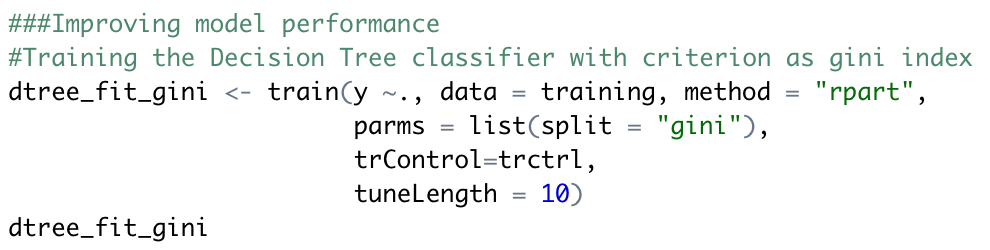 ###Improving model performance
#Training the Decision Tree classifier with criterion as gini index
dtree_fit_gini <- train(y ~., data = training, method = "rpart",
parms = list(split = "gini"),
trControl=trctrl,
tuneLength = 10)
dtree_fit_gini